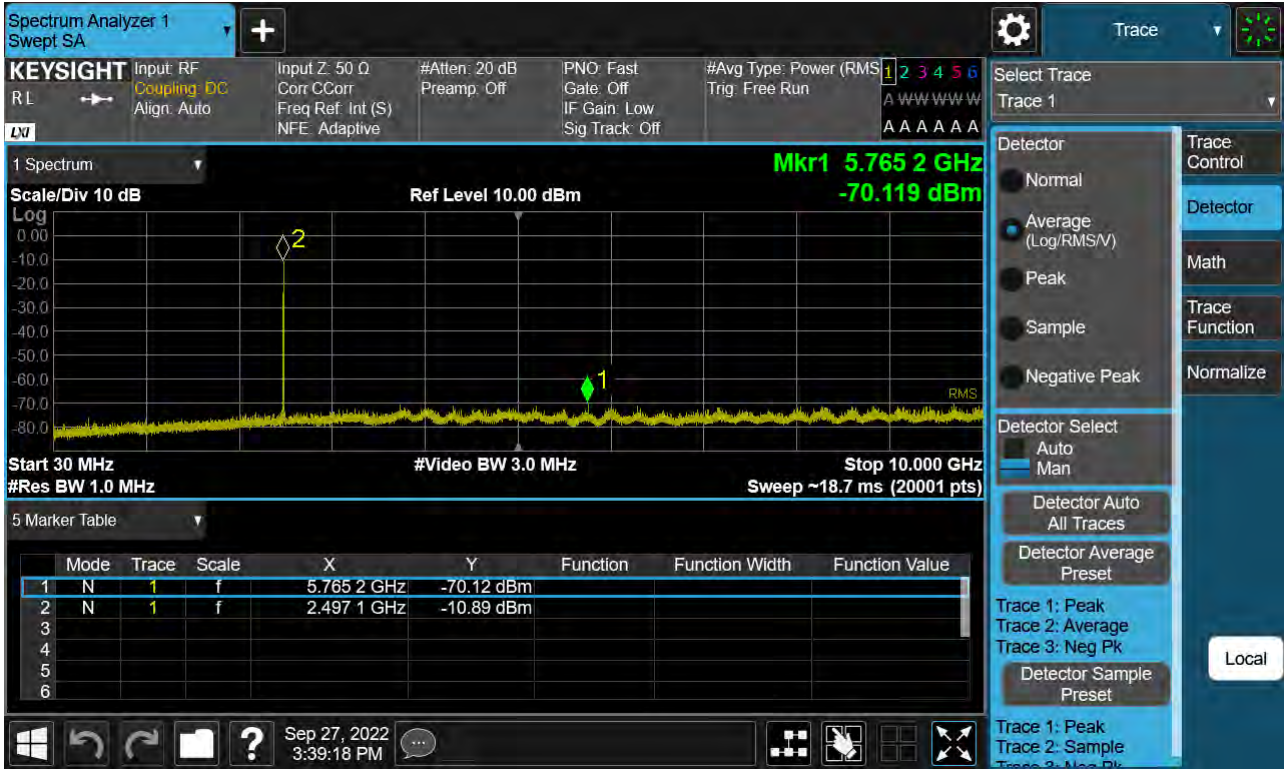 Spectrum Analyzer 1
Swept SA
+
Trace
KEYSIGHT
R L
LXI
Input: RF
Coupling: DC
Align: Auto
Input Z: 50 Ω
Corr CCorr
Freq Ref: Int (S)
NFE: Adaptive
#Atten: 20 dB
Preamp: Off
PNO: Fast
Gate: Off
IF Gain: Low
Sig Track: Off
#Avg Type: Power (RMS
Trig: Free Run
1 2 3 4 5 6
A W W W W W
A A A A A A
Select Trace
Trace 1
1 Spectrum
Mkr1 5.765 2 GHz
Scale/Div 10 dB
Ref Level 10.00 dBm
-70.119 dBm
Log
0.00
-10.0
-20.0
-30.0
-40.0
-50.0
-60.0
-70.0
-80.0
2
1
RMS
Start 30 MHz
#Video BW 3.0 MHz
Stop 10.000 GHz
#Res BW 1.0 MHz
Sweep ~18.7 ms (20001 pts)
5 Marker Table
Mode Trace Scale X Y Function Function Width Function Value
1 N 1 f 5.765 2 GHz -70.12 dBm
2 N 1 f 2.497 1 GHz -10.89 dBm
3
4
5
6
Detector
Normal
Average
(Log/RMS/V)
Peak
Sample
Negative Peak
Detector Select
Auto
Man
Detector Auto
All Traces
Detector Average
Preset
Trace 1: Peak
Trace 2: Average
Trace 3: Neg Pk
Detector Sample
Preset
Trace 1: Peak
Trace 2: Sample
Trace 3: Neg Pk
Trace
Control
Detector
Math
Trace
Function
Normalize
Local
?
Sep 27, 2022
3:39:18 PM